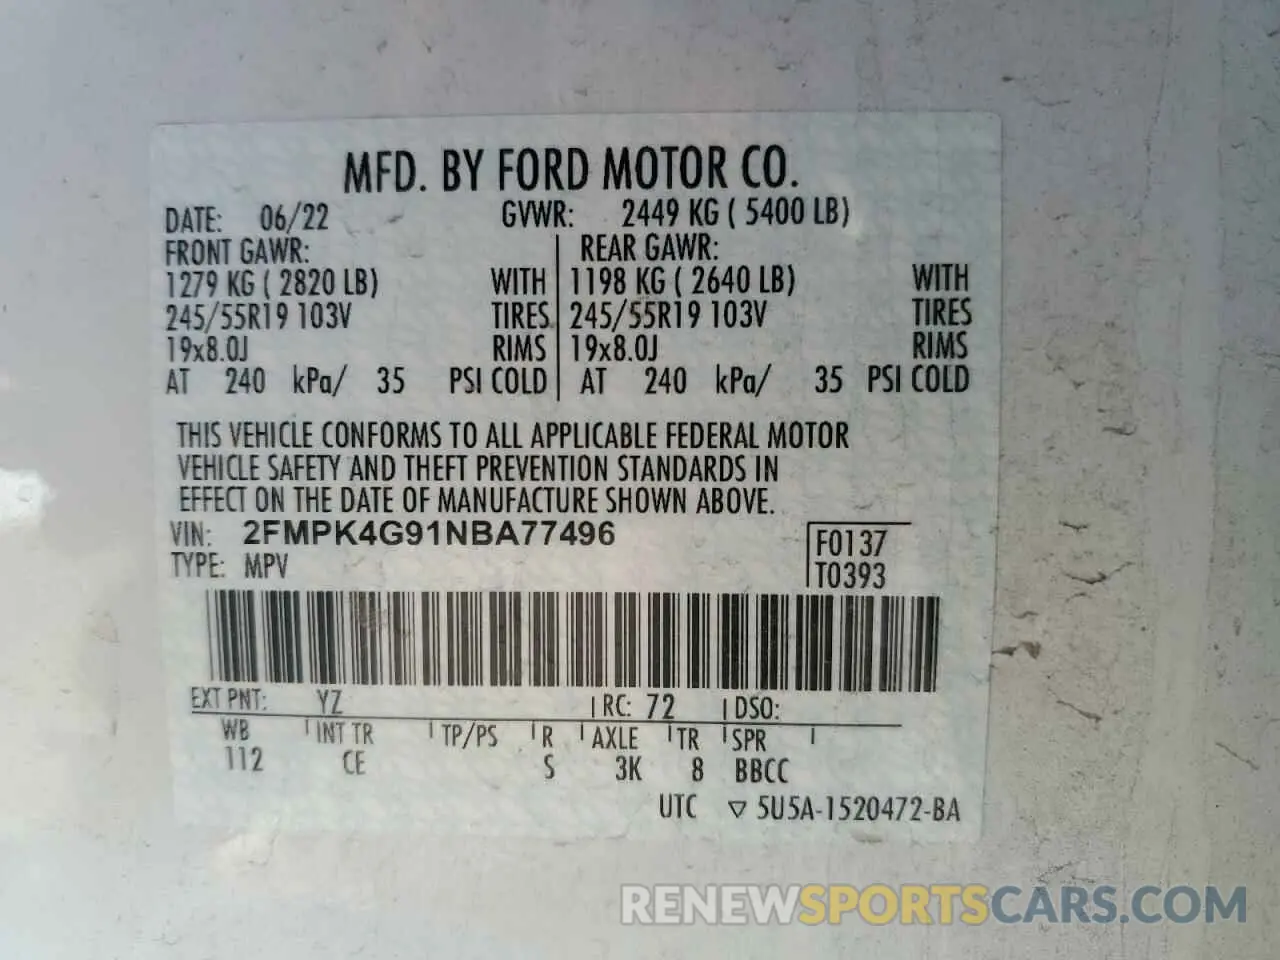 MFD. BY FORD MOTOR CO.
DATE: 06/22 GVWR: 2449 KG ( 5400 LB)
FRONT GAWR: REAR GAWR:
1279 KG ( 2820 LB) WITH 1198 KG ( 2640 LB) WITH
245/55R19 103V TIRES 245/55R19 103V TIRES
19x8.0J RIMS 19x8.0J RIMS
AT 240 kPa/ 35 PSI COLD AT 240 kPa/ 35 PSI COLD
THIS VEHICLE CONFORMS TO ALL APPLICABLE FEDERAL MOTOR
VEHICLE SAFETY AND THEFT PREVENTION STANDARDS IN
EFFECT ON THE DATE OF MANUFACTURE SHOWN ABOVE.
VIN: 2FMPK4G91NBA77496 F0137
TYPE: MPV T0393
EXT PNT: YZ RC: 72 DSO:
WB INT TR TP/PS R AXLE TR SPR
112 CE S 3K 8 BBCC
UTC ▽ 5U5A-1520472-BA
RENEWSPORTSCARS.COM